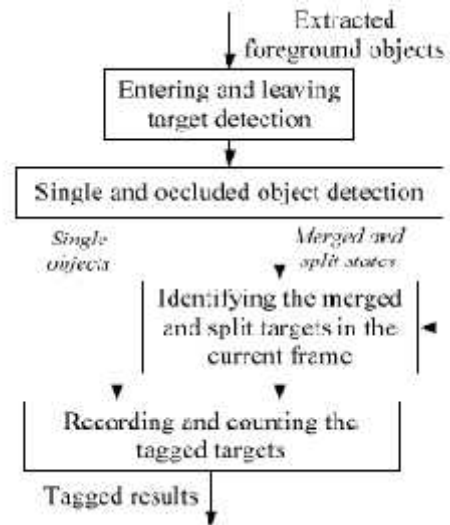 Extracted
foreground objects
Entering and leaving
target detection
Single and occluded object detection
Single
objects
Merged and
split states
Identifying the merged
and split targets in the
current frame
Recording and counting the
tagged targets
Tagged results